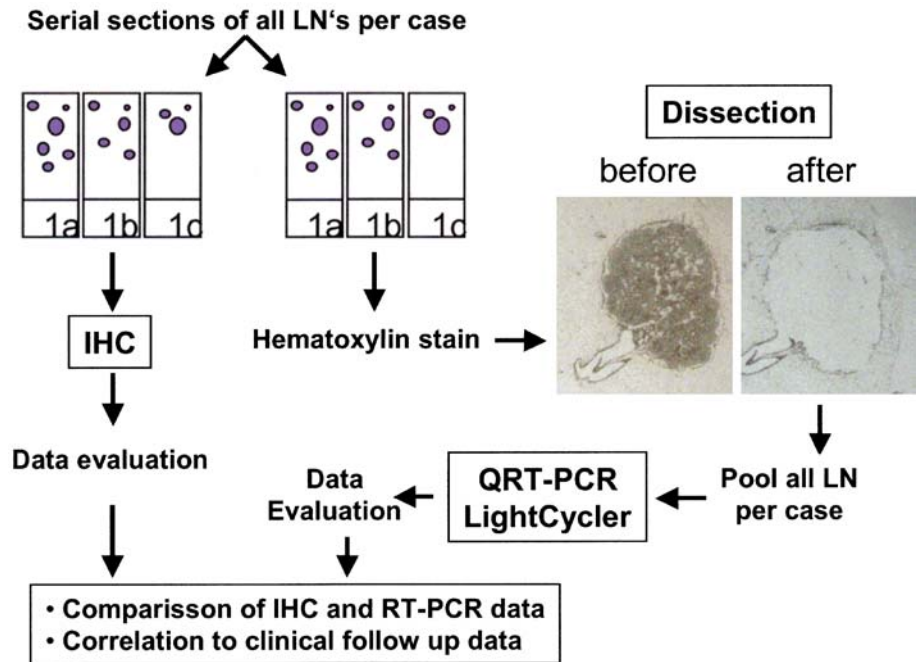 Serial sections of all LN‘s per case
1a 1b 1c
1a 1b 1c
Dissection
before after
IHC
Hematoxylin stain
Data evaluation
Data
Evaluation
QRT-PCR
LightCycler
Pool all LN
per case
• Comparisson of IHC and RT-PCR data
• Correlation to clinical follow up data